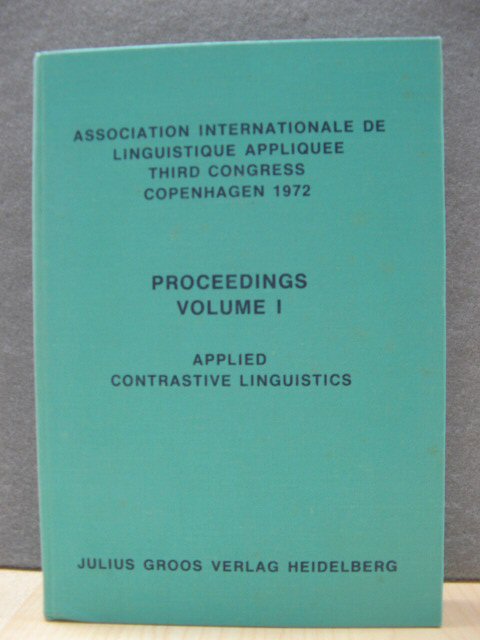 ASSOCIATION INTERNATIONALE DE
LINGUISTIQUE APPLIQUEE
THIRD CONGRESS
COPENHAGEN 1972
PROCEEDINGS
VOLUME I
APPLIED
CONTRASTIVE LINGUISTICS
JULIUS GROOS VERLAG HEIDELBERG